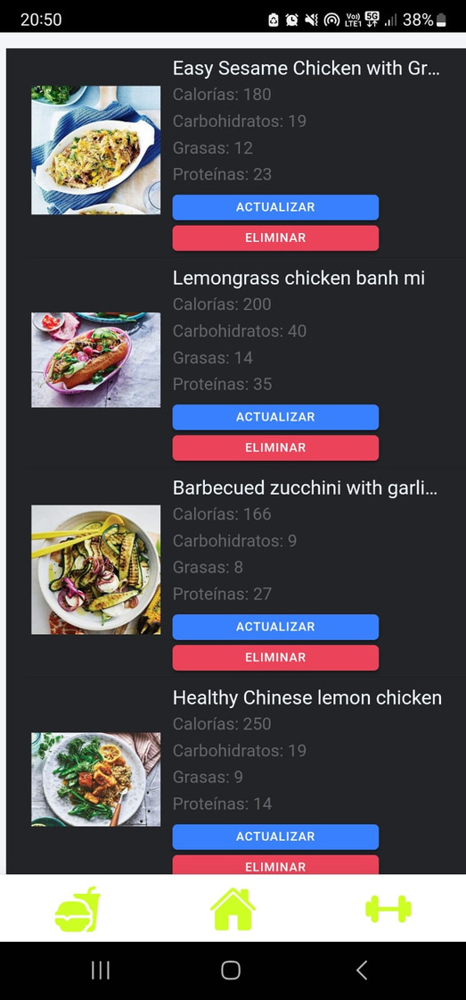 20:50
Vo)) LTE1 5G 38%
Easy Sesame Chicken with Gr...
Calorías: 180
Carbohidratos: 19
Grasas: 12
Proteínas: 23
ACTUALIZAR
ELIMINAR
Lemongrass chicken banh mi
Calorías: 200
Carbohidratos: 40
Grasas: 14
Proteínas: 35
ACTUALIZAR
ELIMINAR
Barbecued zucchini with garli...
Calorías: 166
Carbohidratos: 9
Grasas: 8
Proteínas: 27
ACTUALIZAR
ELIMINAR
Healthy Chinese lemon chicken
Calorías: 250
Carbohidratos: 19
Grasas: 9
Proteínas: 14
ACTUALIZAR
ELIMINAR